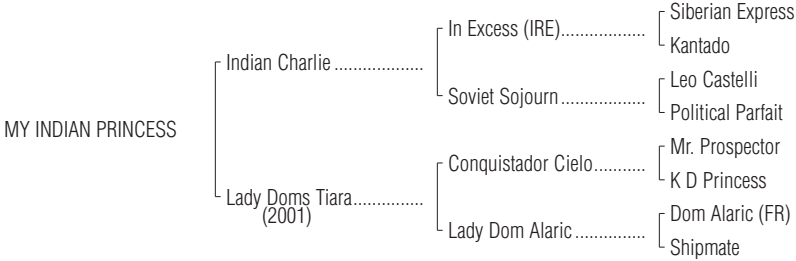 Siberian Express
In Excess (IRE)..................
Kantado
Indian Charlie ...................
Leo Castelli
Soviet Sojourn..................
Political Parfait
MY INDIAN PRINCESS
Mr. Prospector
Conquistador Cielo...........
K D Princess
Lady Doms Tiara...............
(2001)
Dom Alaric (FR)
Lady Dom Alaric ...............
Shipmate